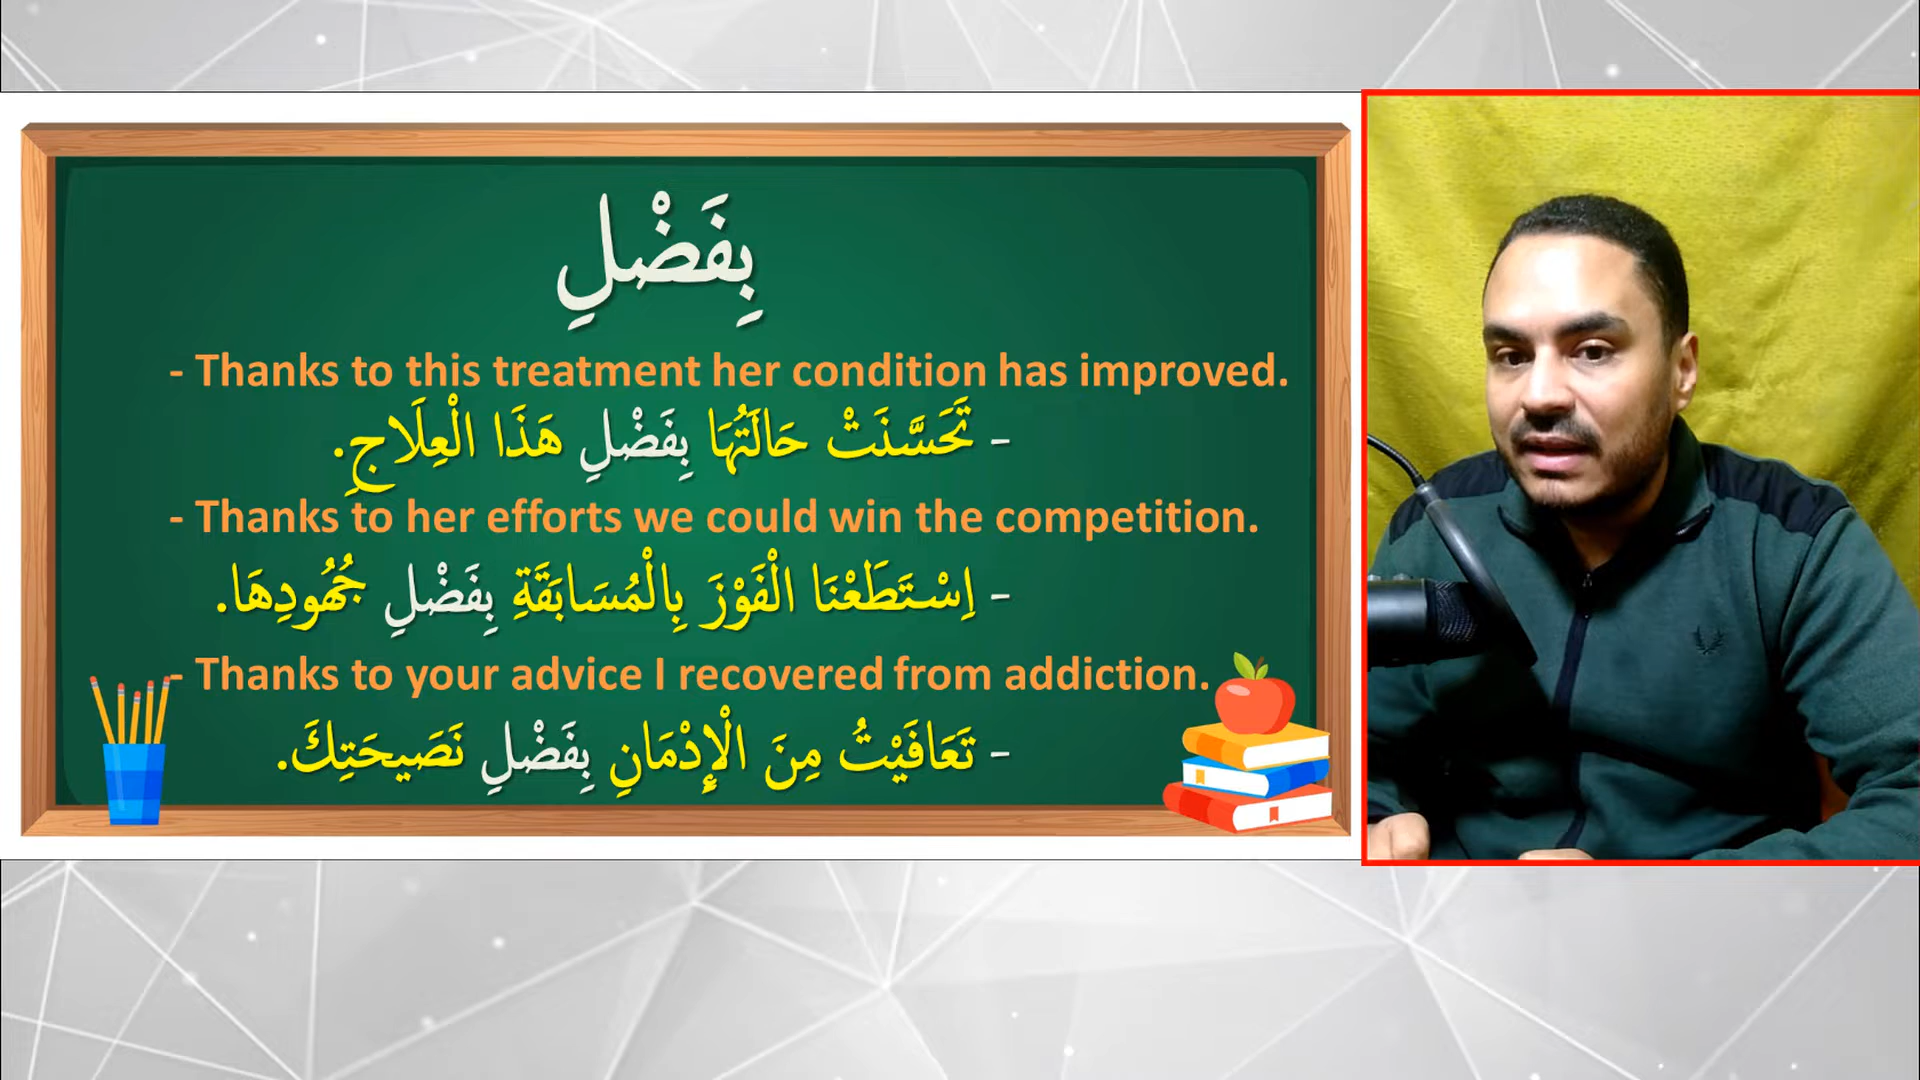 بِفَضْلِ
- Thanks to this treatment her condition has improved.
- تَحَسَّنَتْ حَالَتُهَا بِفَضْلِ هَذَا الْعِلَاجِ.
- Thanks to her efforts we could win the competition.
- اِسْتَطَعْنَا الْفَوْزَ بِالْمُسَابَقَةِ بِفَضْلِ جُهُودِهَا.
- Thanks to your advice I recovered from addiction.
- تَعَافَيْتُ مِنَ الْإِدْمَانِ بِفَضْلِ نَصَيحَتِكَ.